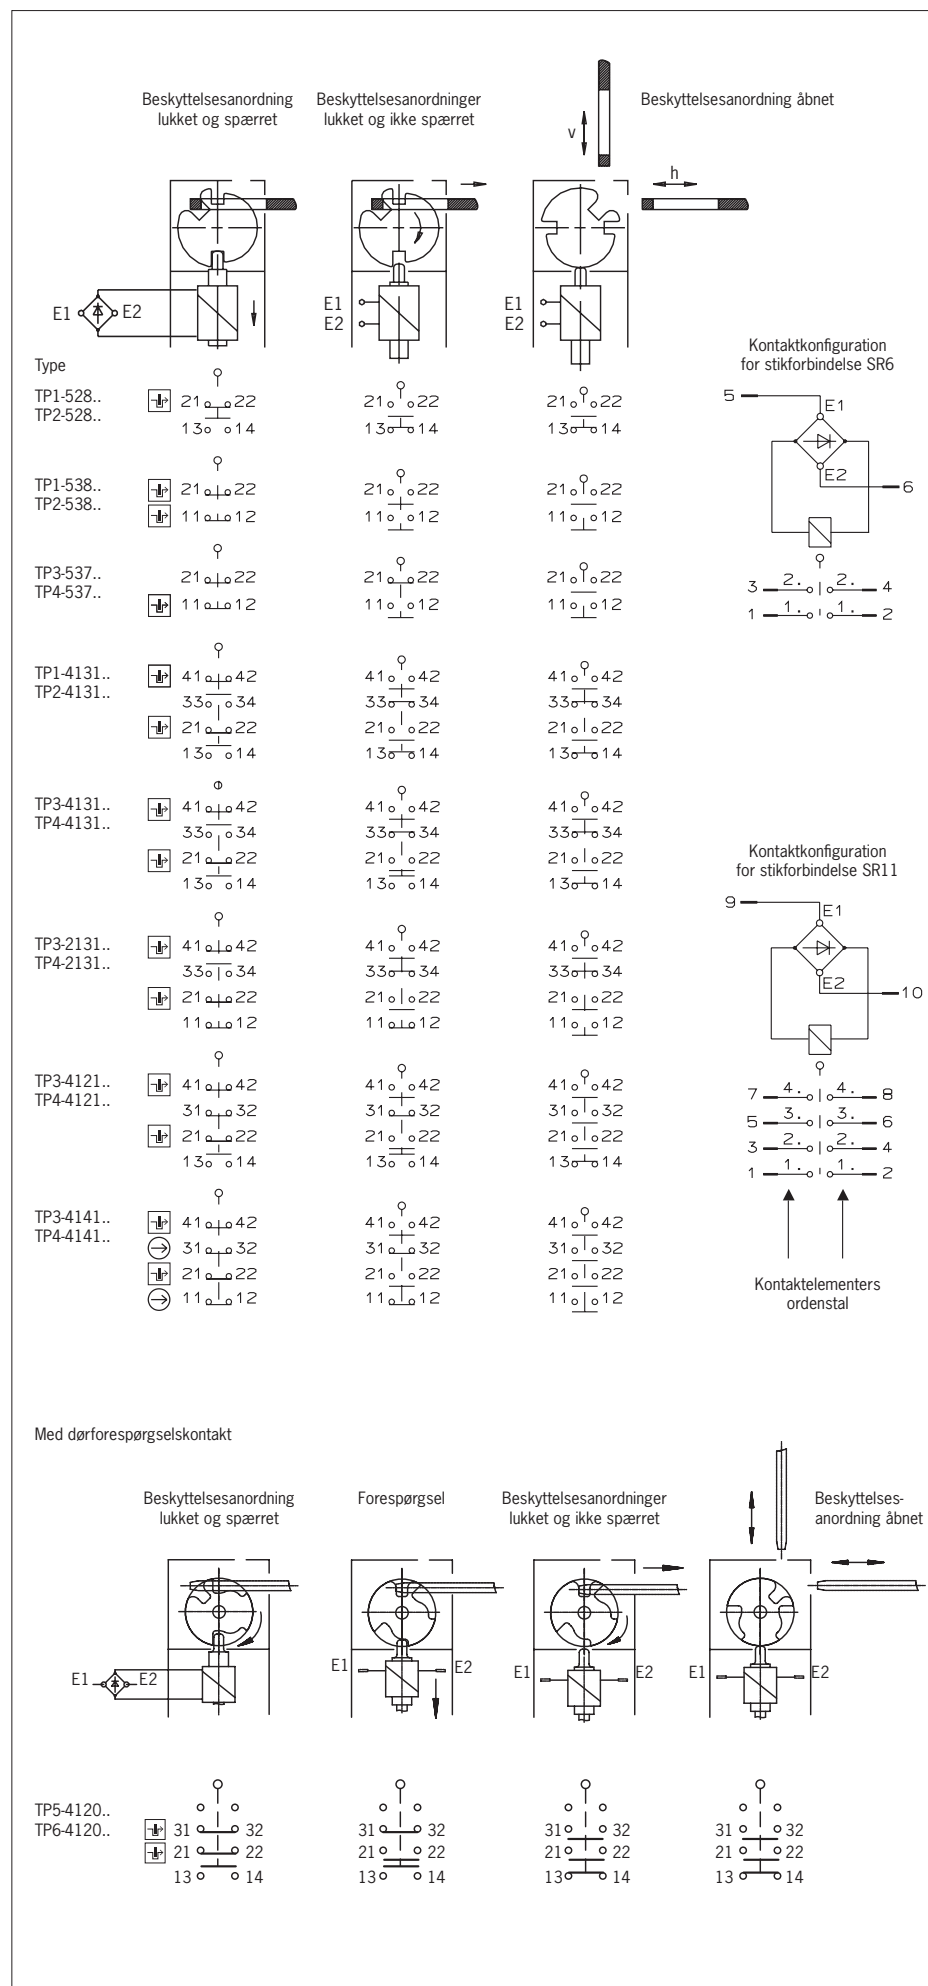 Beskyttelsesanordning
lukket og spærret
Beskyttelsesanordninger
lukket og ikke spærret
Beskyttelsesanordning åbnet
v
h
E1 E2
E1
E2
E1
E2
Type
Kontaktkonfiguration
for stikforbindelse SR6
TP1-528..
TP2-528..
21 22 21 22 21 22
13 14 13 14 13 14
5 E1
E2
6
TP1-538..
TP2-538..
21 22 21 22 21 22
11 12 11 12 11 12
TP3-537..
TP4-537..
21 22 21 22 21 22
11 12 11 12 11 12
3 2. 2. 4
1 1. 1. 2
TP1-4131..
TP2-4131..
41 42 41 42 41 42
33 34 33 34 33 34
21 22 21 22 21 22
13 14 13 14 13 14
TP3-4131..
TP4-4131..
41 42 41 42 41 42
33 34 33 34 33 34
21 22 21 22 21 22
13 14 13 14 13 14
Kontaktkonfiguration
for stikforbindelse SR11
9 E1
E2
10
TP3-2131..
TP4-2131..
41 42 41 42 41 42
33 34 33 34 33 34
21 22 21 22 21 22
11 12 11 12 11 12
TP3-4121..
TP4-4121..
41 42 41 42 41 42
31 32 31 32 31 32
21 22 21 22 21 22
13 14 13 14 13 14
7 4. 4. 8
5 3. 3. 6
3 2. 2. 4
1 1. 1. 2
TP3-4141..
TP4-4141..
41 42 41 42 41 42
31 32 31 32 31 32
21 22 21 22 21 22
11 12 11 12 11 12
Kontaktelementers
ordenstal
Med dørforespørgselskontakt
Beskyttelsesanordning
lukket og spærret
Forespørgsel
Beskyttelsesanordninger
lukket og ikke spærret
Beskyttelses-
anordning åbnet
E1 E2
E1 E2
E1 E2
E1 E2
TP5-4120..
TP6-4120..
31 32 31 32 31 32 31 32
21 22 21 22 21 22 21 22
13 14 13 14 13 14 13 14